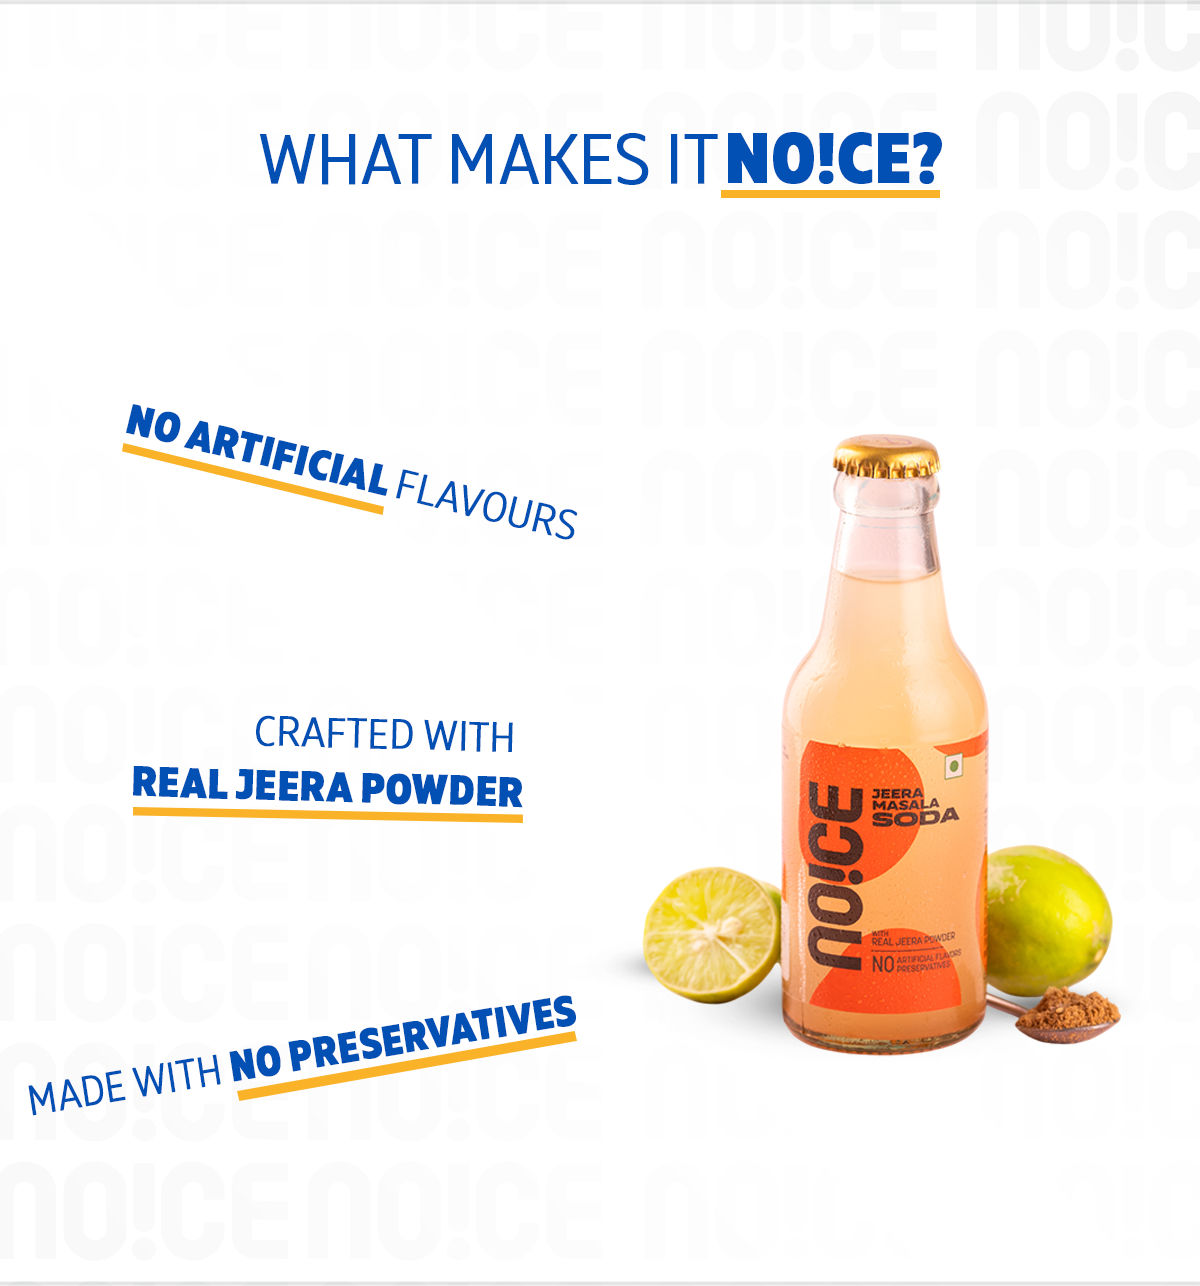 WHAT MAKES IT NO!CE?
NO ARTIFICIAL FLAVOURS
CRAFTED WITH
REAL JEERA POWDER
MADE WITH NO PRESERVATIVES
NO!CE
JEERA
MASALA
SODA
WITH
REAL JEERA POWDER
NO ARTIFICIAL FLAVORS
PRESERVATIVES